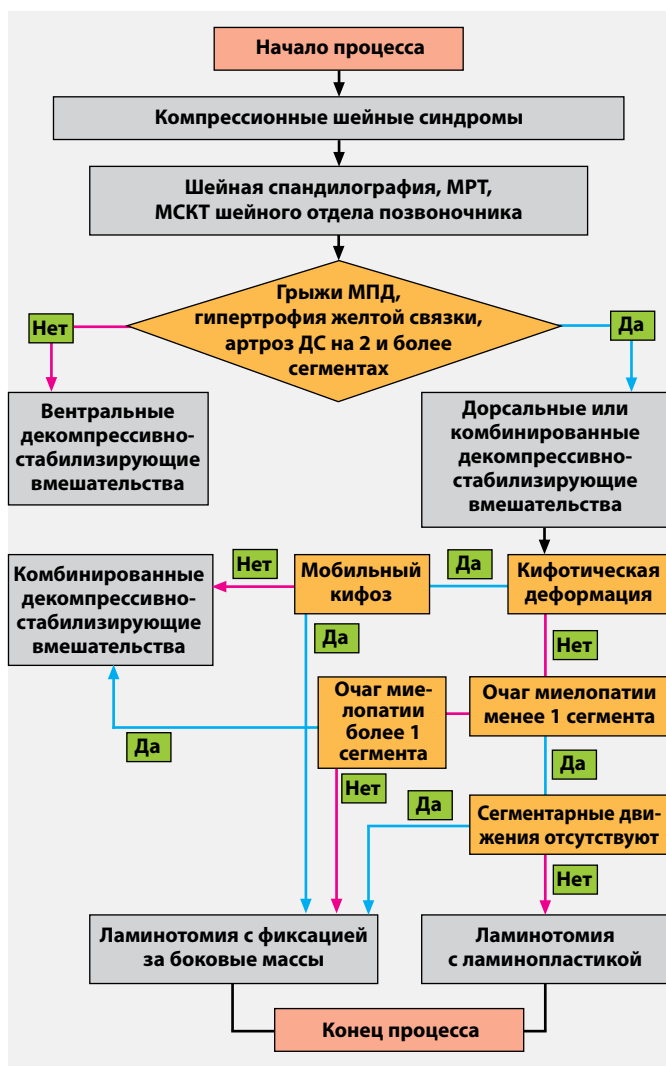 Начало процесса
Компрессионные шейные синдромы
Шейная спандилография, МРТ,
МСКТ шейного отдела позвоночника
Грыжи МПД,
гипертрофия желтой связки,
артроз ДС на 2 и более
сегментах
Нет
Да
Вентральные
декомпрессивно-
стабилизирующие
вмешательства
Дорсальные или
комбинированные
декомпрессивно-
стабилизирующие
вмешательства
Комбинированные
декомпрессивно-
стабилизирующие
вмешательства
Нет
Мобильный
кифоз
Да
Кифотическая
деформация
Да
Нет
Очаг мие-
лопатии
более 1
сегмента
Очаг миелопатии
менее 1 сегмента
Да
Да
Нет
Да
Сегментарные дви-
жения отсутствуют
Нет
Ламинотомия с фиксацией
за боковые массы
Ламинотомия
с ламинопластикой
Конец процесса